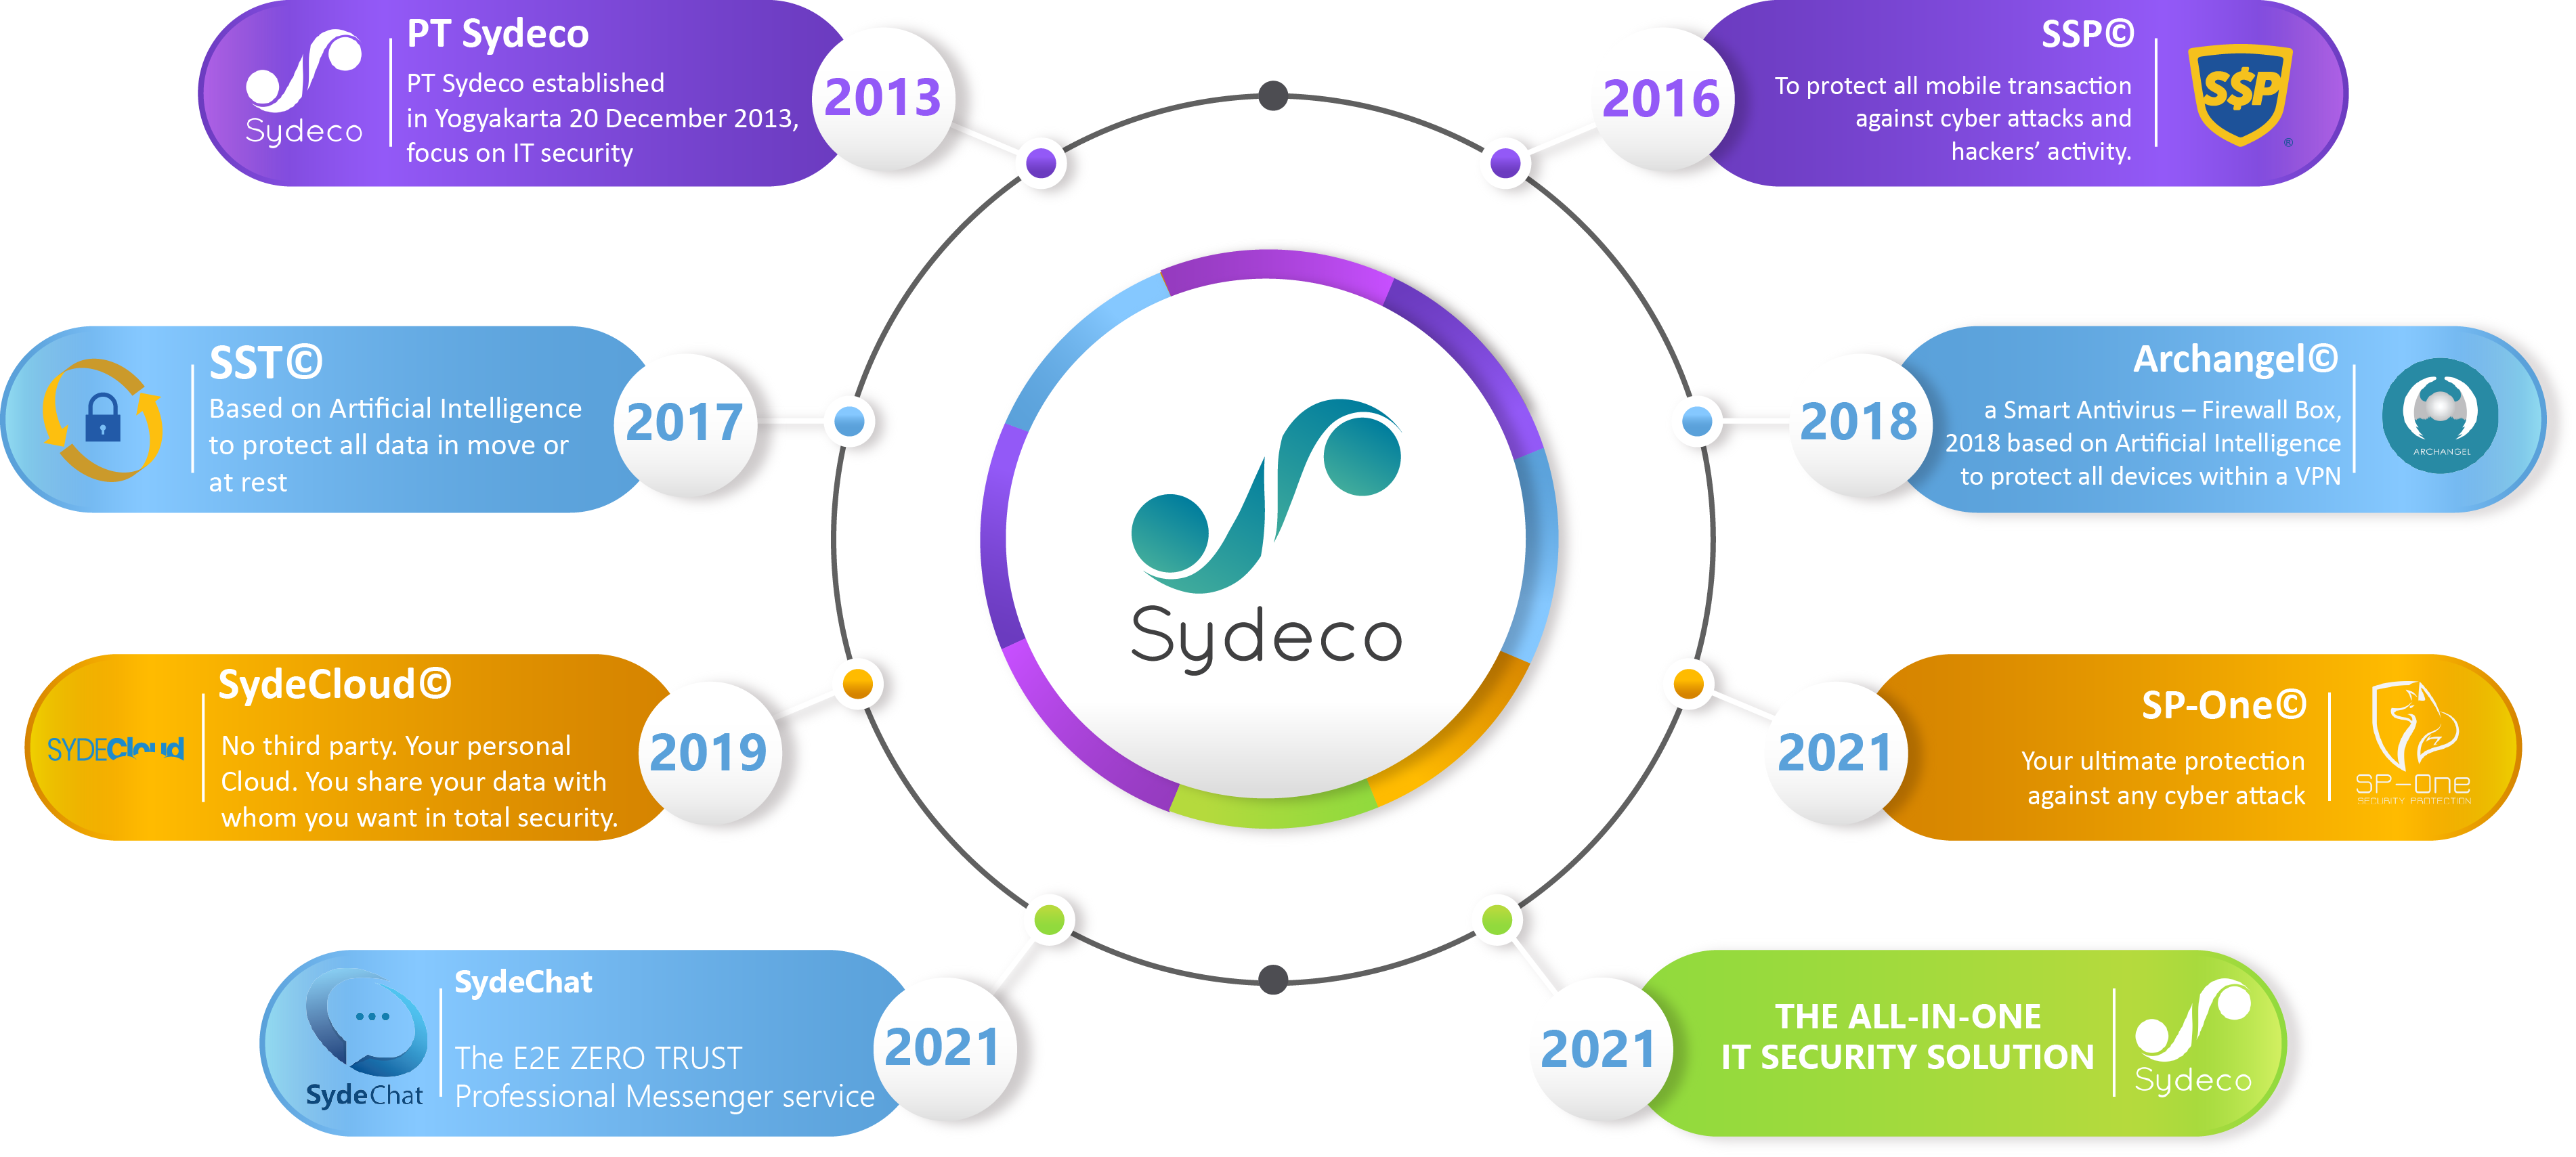 PT Sydeco
PT Sydeco established
in Yogyakarta 20 December 2013,
focus on IT security
Sydeco
2013
2016
SSP©
To protect all mobile transaction
against cyber attacks and
hackers’ activity.
S$P
®
SST©
Based on Artificial Intelligence
to protect all data in move or
at rest
2017
2018
Archangel©
a Smart Antivirus – Firewall Box,
2018 based on Artificial Intelligence
to protect all devices within a VPN
ARCHANGEL
Sydeco
SydeCloud©
SYDECloud
No third party. Your personal
Cloud. You share your data with
whom you want in total security.
2019
2021
SP-One©
Your ultimate protection
against any cyber attack
SP-One
SECURITY PROTECTION
SydeChat
The E2E ZERO TRUST
Professional Messenger service
SydeChat
2021
2021
THE ALL-IN-ONE
IT SECURITY SOLUTION
Sydeco